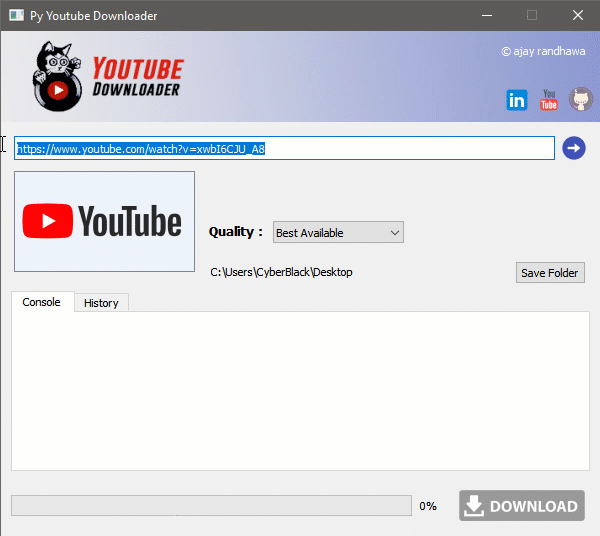 Py Youtube Downloader
YOUTUBE
DOWNLOADER
© ajay randhawa
in
You
Tube
https://www.youtube.com/watch?v=xwbI6CJU_A8
YouTube
Quality :
Best Available
C:\Users\CyberBlack\Desktop
Save Folder
Console
History
0%
DOWNLOAD